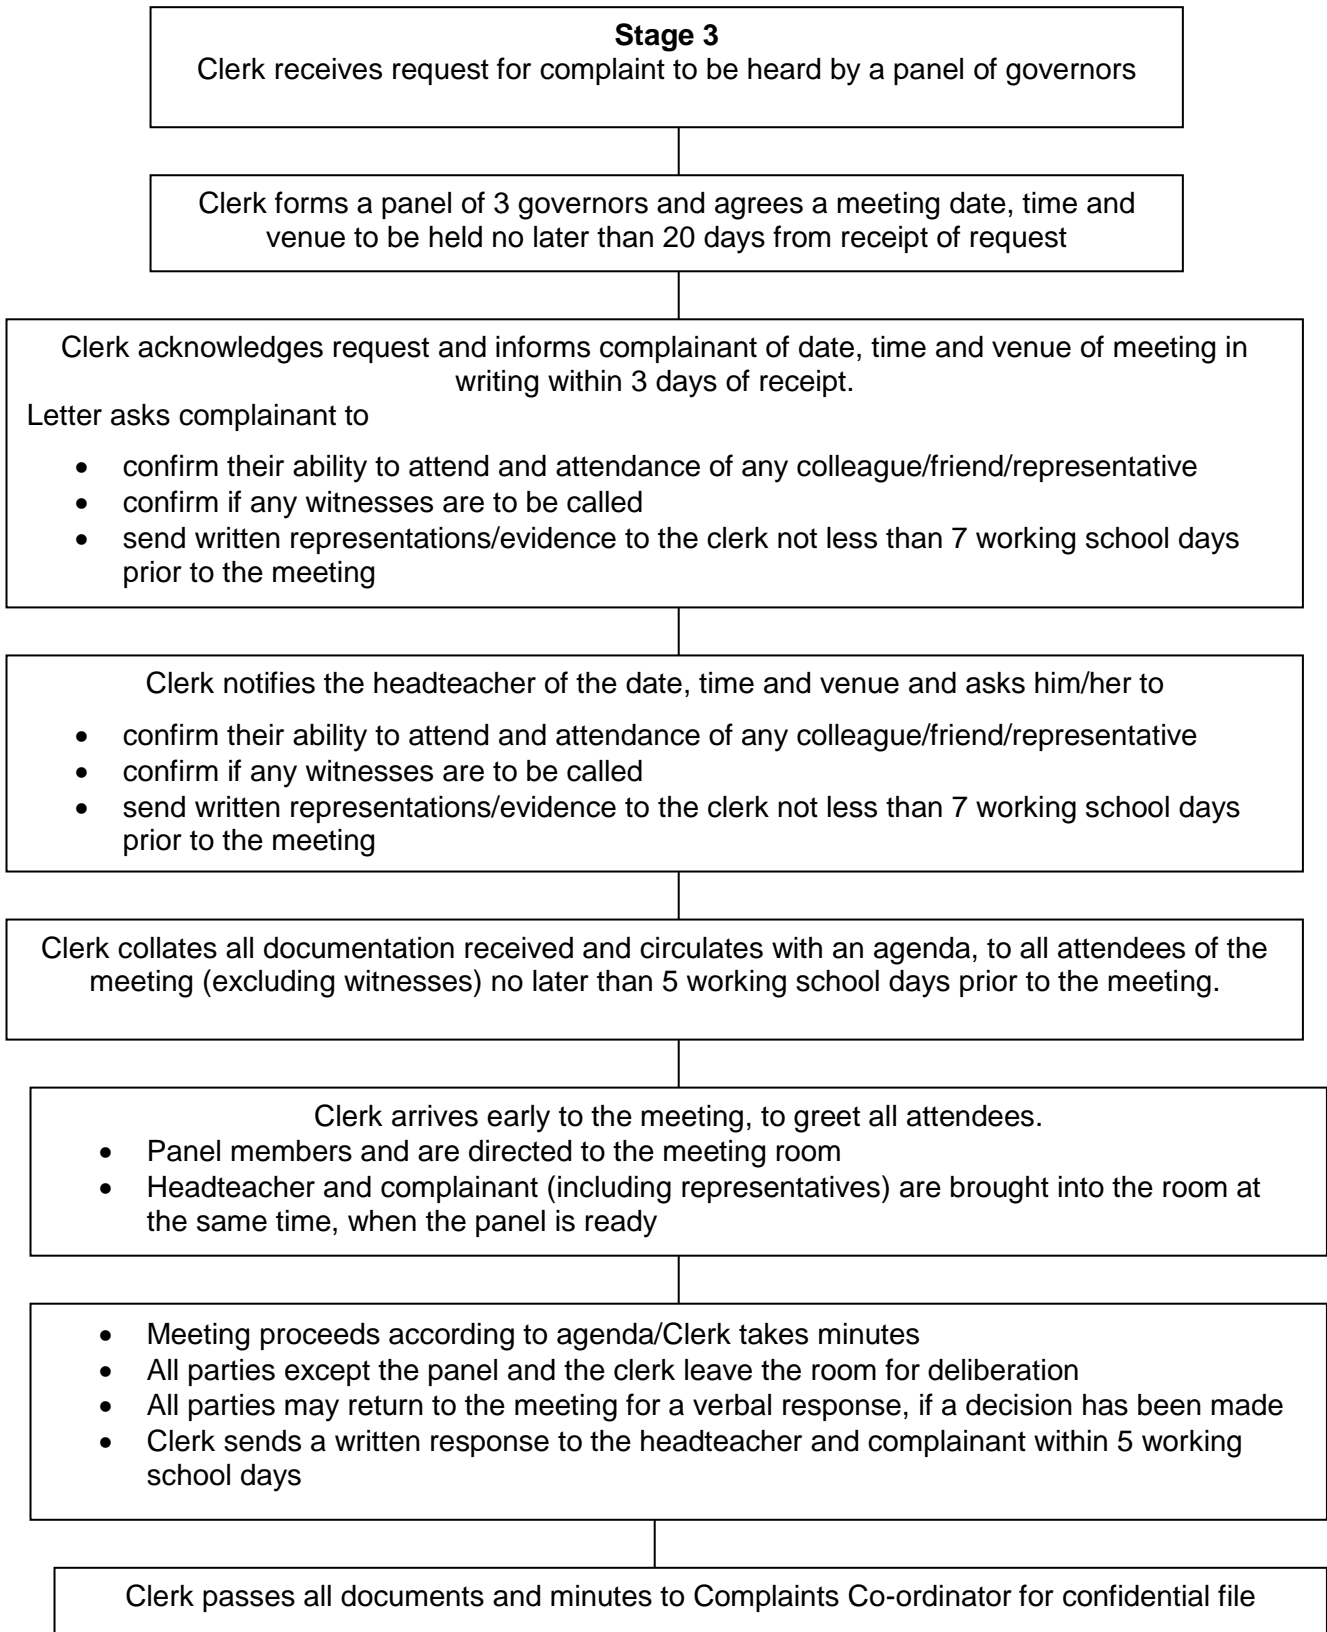 Stage 3
Clerk receives request for complaint to be heard by a panel of governors
Clerk forms a panel of 3 governors and agrees a meeting date, time and
venue to be held no later than 20 days from receipt of request
Clerk acknowledges request and informs complainant of date, time and venue of meeting in
writing within 3 days of receipt.
Letter asks complainant to
• confirm their ability to attend and attendance of any colleague/friend/representative
• confirm if any witnesses are to be called
• send written representations/evidence to the clerk not less than 7 working school days
prior to the meeting
Clerk notifies the headteacher of the date, time and venue and asks him/her to
• confirm their ability to attend and attendance of any colleague/friend/representative
• confirm if any witnesses are to be called
• send written representations/evidence to the clerk not less than 7 working school days
prior to the meeting
Clerk collates all documentation received and circulates with an agenda, to all attendees of the
meeting (excluding witnesses) no later than 5 working school days prior to the meeting.
Clerk arrives early to the meeting, to greet all attendees.
• Panel members and are directed to the meeting room
• Headteacher and complainant (including representatives) are brought into the room at
the same time, when the panel is ready
• Meeting proceeds according to agenda/Clerk takes minutes
• All parties except the panel and the clerk leave the room for deliberation
• All parties may return to the meeting for a verbal response, if a decision has been made
• Clerk sends a written response to the headteacher and complainant within 5 working
school days
Clerk passes all documents and minutes to Complaints Co-ordinator for confidential file